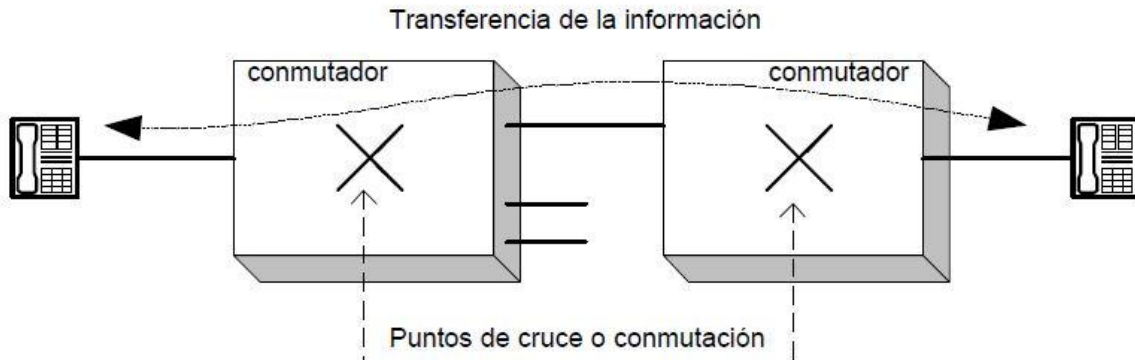 Transferencia de la información
conmutador
conmutador
Puntos de cruce o conmutación